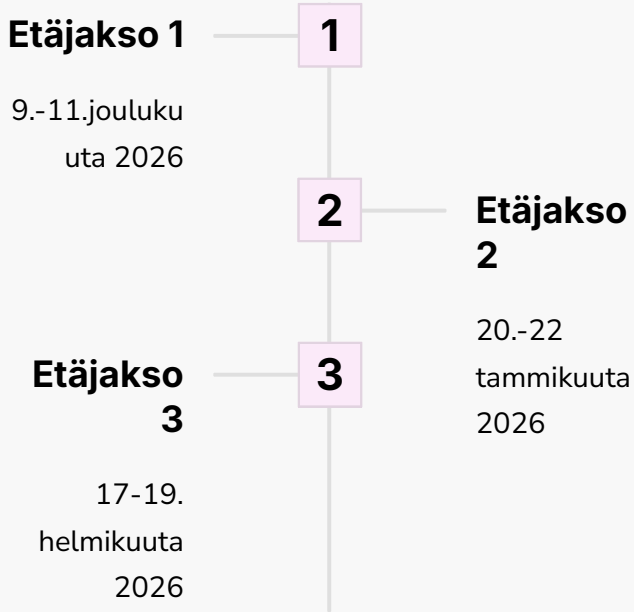 Etäjakso 1
1
9.-11.jouluku
uta 2026
2
Etäjakso
2
20.-22
tammikuuta
2026
Etäjakso
3
3
17-19.
helmikuuta
2026